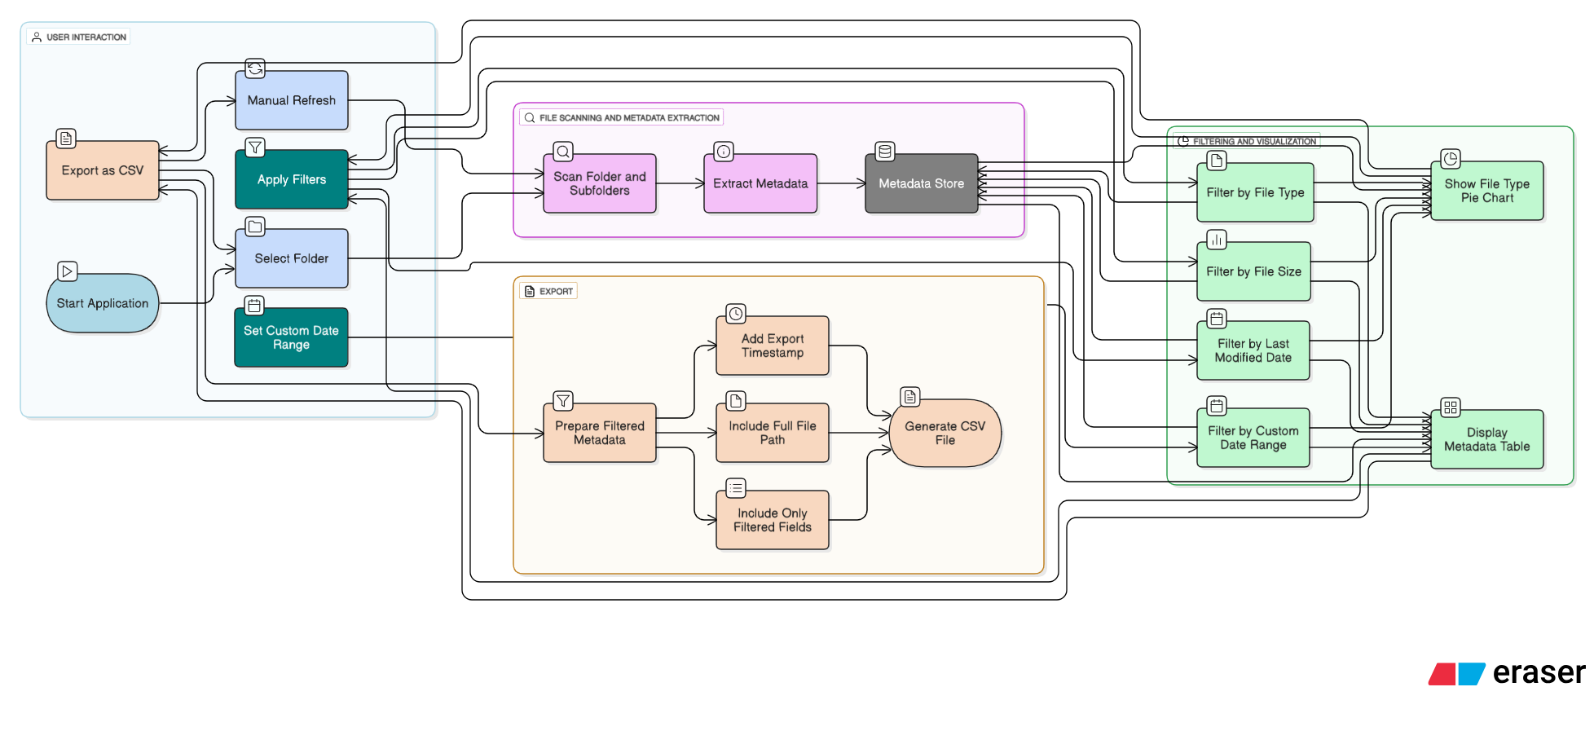 USER INTERACTION
Manual Refresh
Export as CSV
Apply Filters
Select Folder
Start Application
Set Custom Date
Range
FILE SCANNING AND METADATA EXTRACTION
Scan Folder and
Subfolders
Extract Metadata
Metadata Store
EXPORT
Add Export
Timestamp
Prepare Filtered
Metadata
Include Full File
Path
Generate CSV
File
Include Only
Filtered Fields
FILTERING AND VISUALIZATION
Filter by File Type
Show File Type
Pie Chart
Filter by File Size
Filter by Last
Modified Date
Filter by Custom
Date Range
Display
Metadata Table
eraser